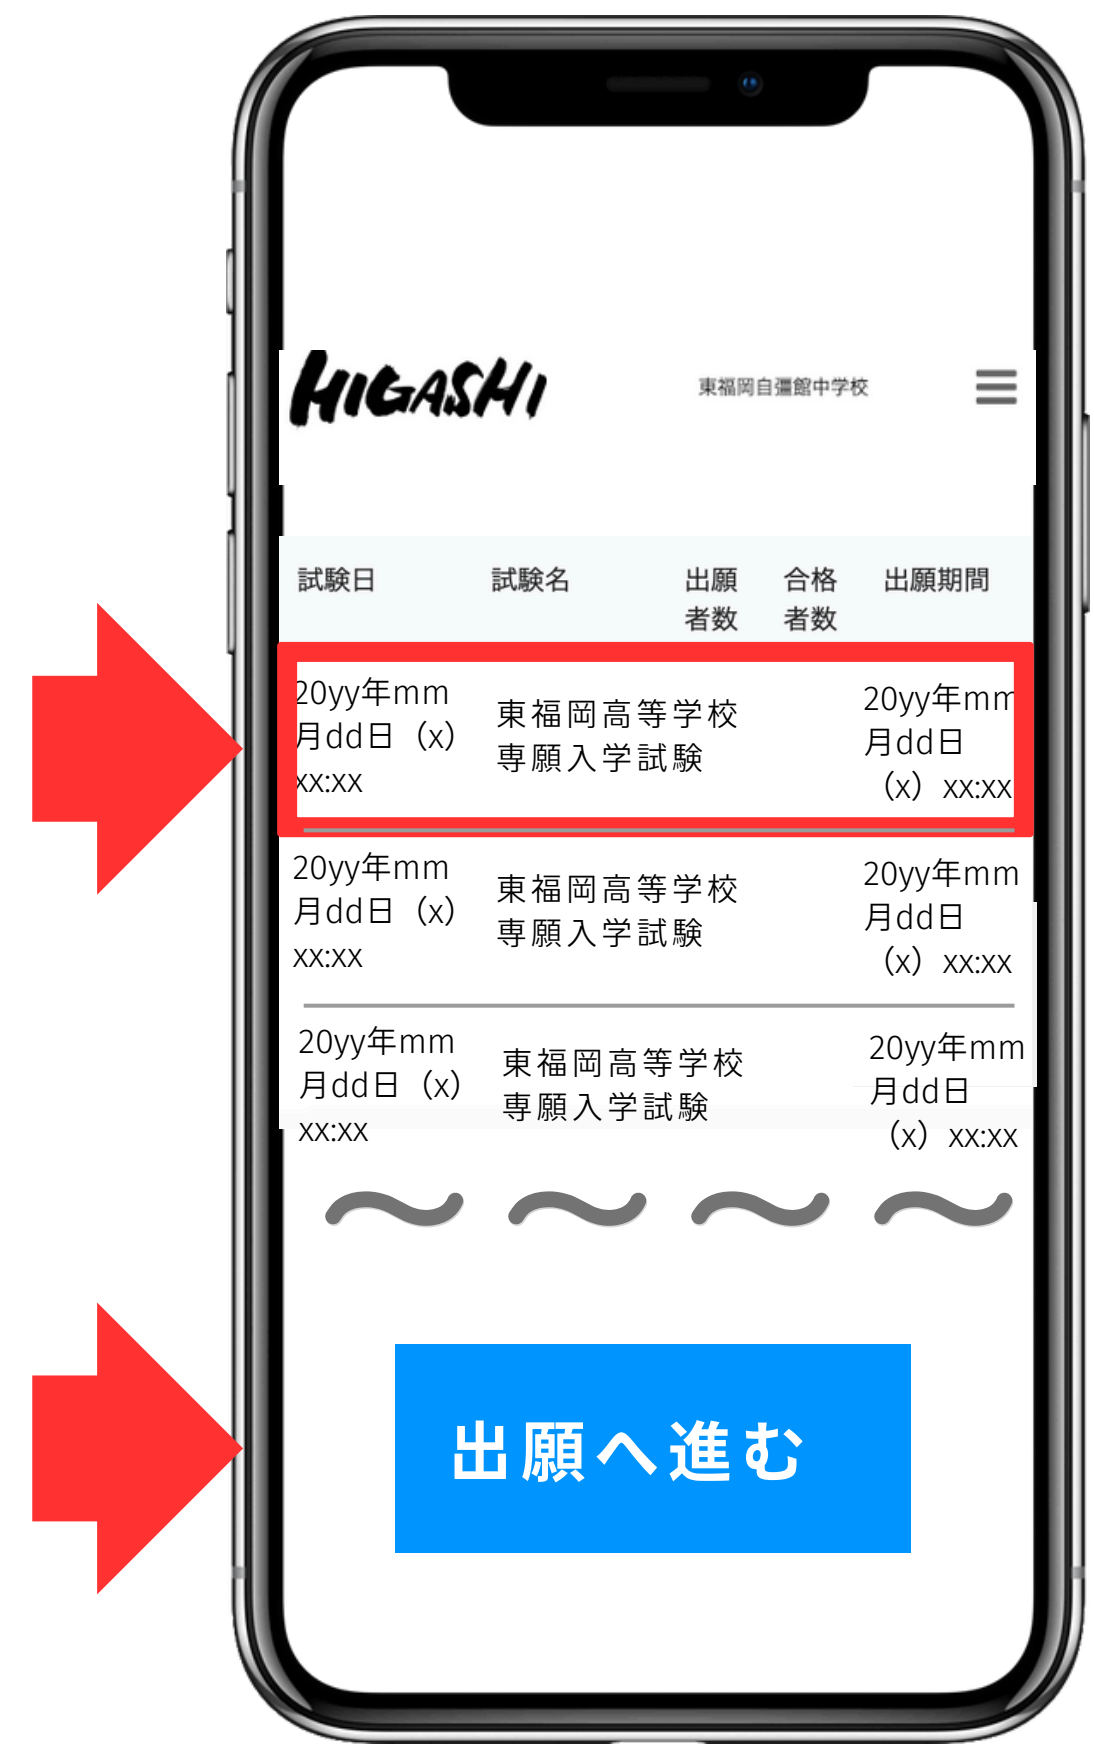 HIGASHI
東福岡自彊館中学校
試験日
試験名
出願
者数
合格
者数
出願期間
20yy年mm
月dd日（x）
xx:xx
東福岡高等学校
専願入学試験
20yy年mm
月dd日
（x）xx:xx
20yy年mm
月dd日（x）
xx:xx
東福岡高等学校
専願入学試験
20yy年mm
月dd日
（x）xx:xx
20yy年mm
月dd日（x）
xx:xx
東福岡高等学校
専願入学試験
20yy年mm
月dd日
（x）xx:xx
出願へ進む